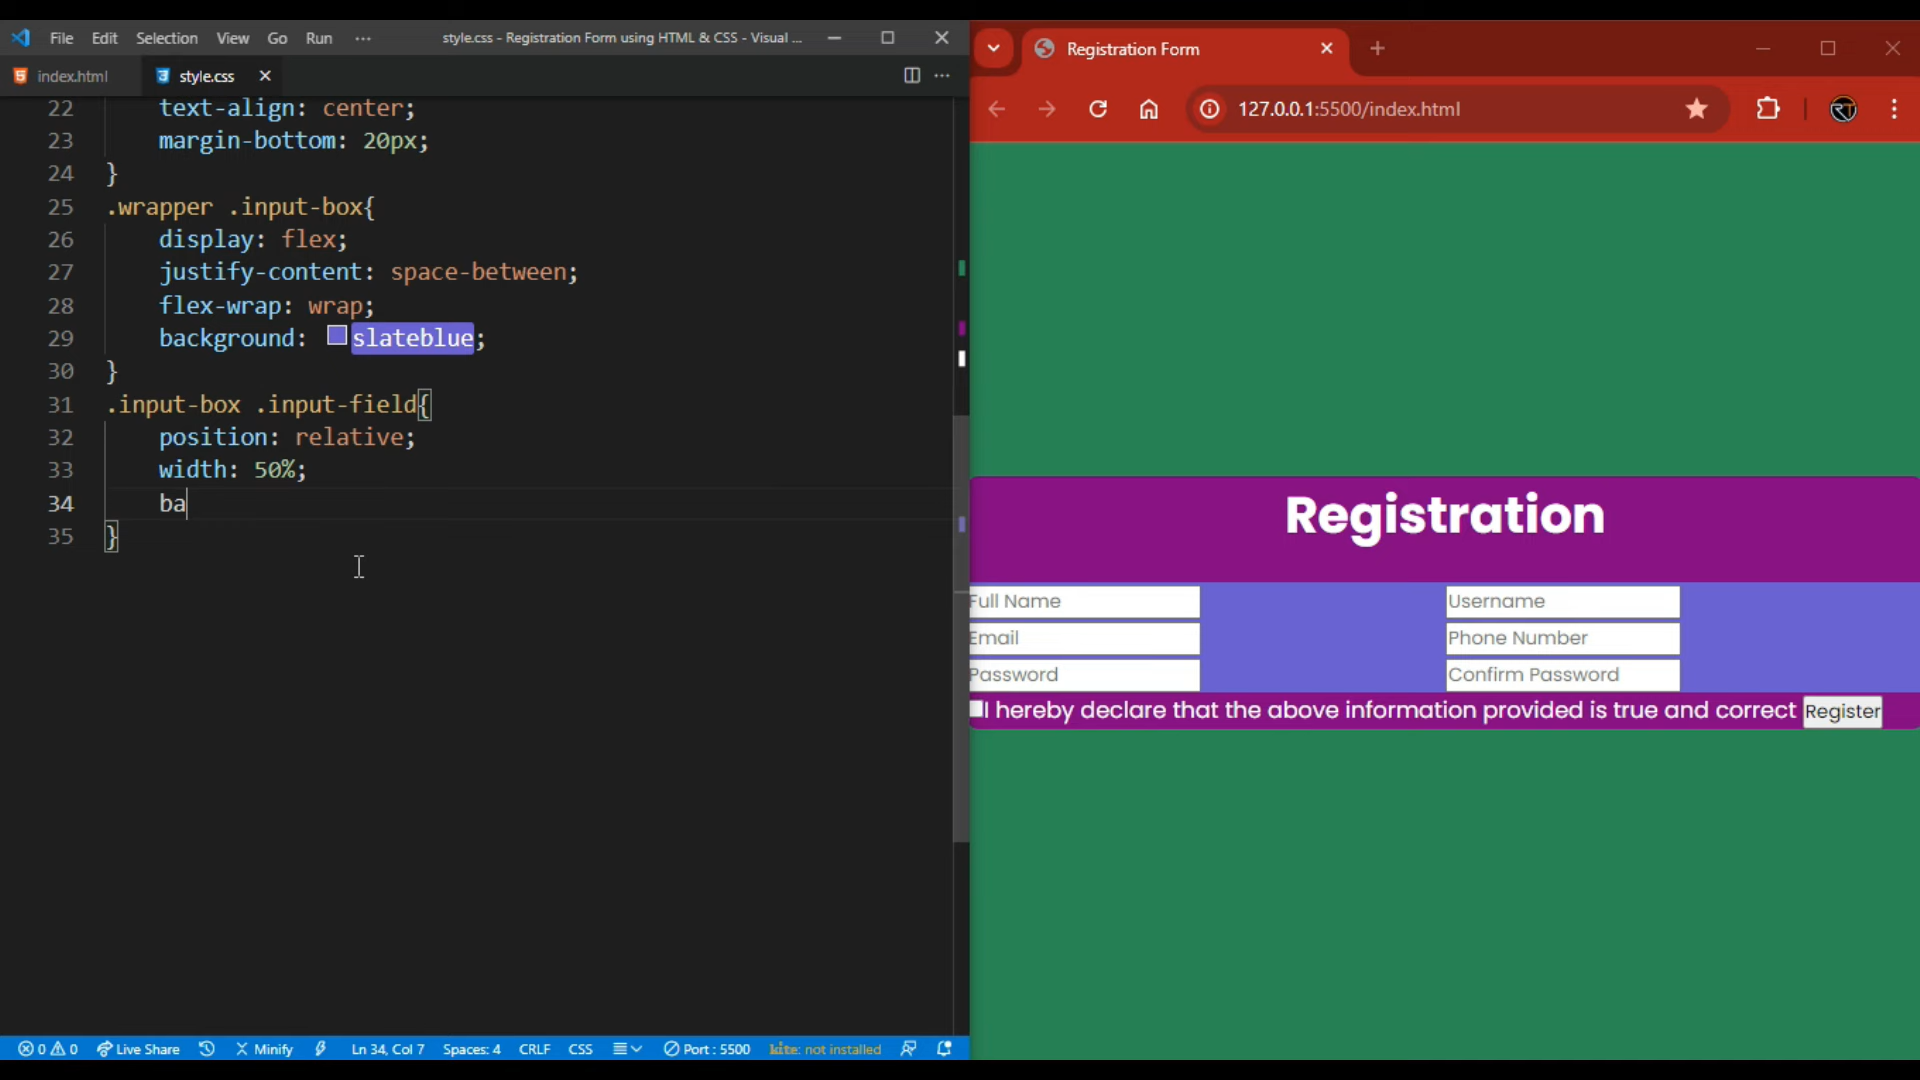 File Edit Selection View Go Run ... style.css - Registration Form using HTML & CSS - Visual ...
index.html style.css
22 text-align: center;
23 margin-bottom: 20px;
24 }
25 .wrapper .input-box{
26 display: flex;
27 justify-content: space-between;
28 flex-wrap: wrap;
29 background: slateblue;
30 }
31 .input-box .input-field{
32 position: relative;
33 width: 50%;
34 ba
35 }
0 0 Live Share Minify Ln 34, Col 7 Spaces: 4 CRLF CSS Port : 5500 kite: not installed
Registration Form
127.0.0.1:5500/index.html
RT
Registration
Full Name Username
Email Phone Number
Password Confirm Password
I hereby declare that the above information provided is true and correct Register